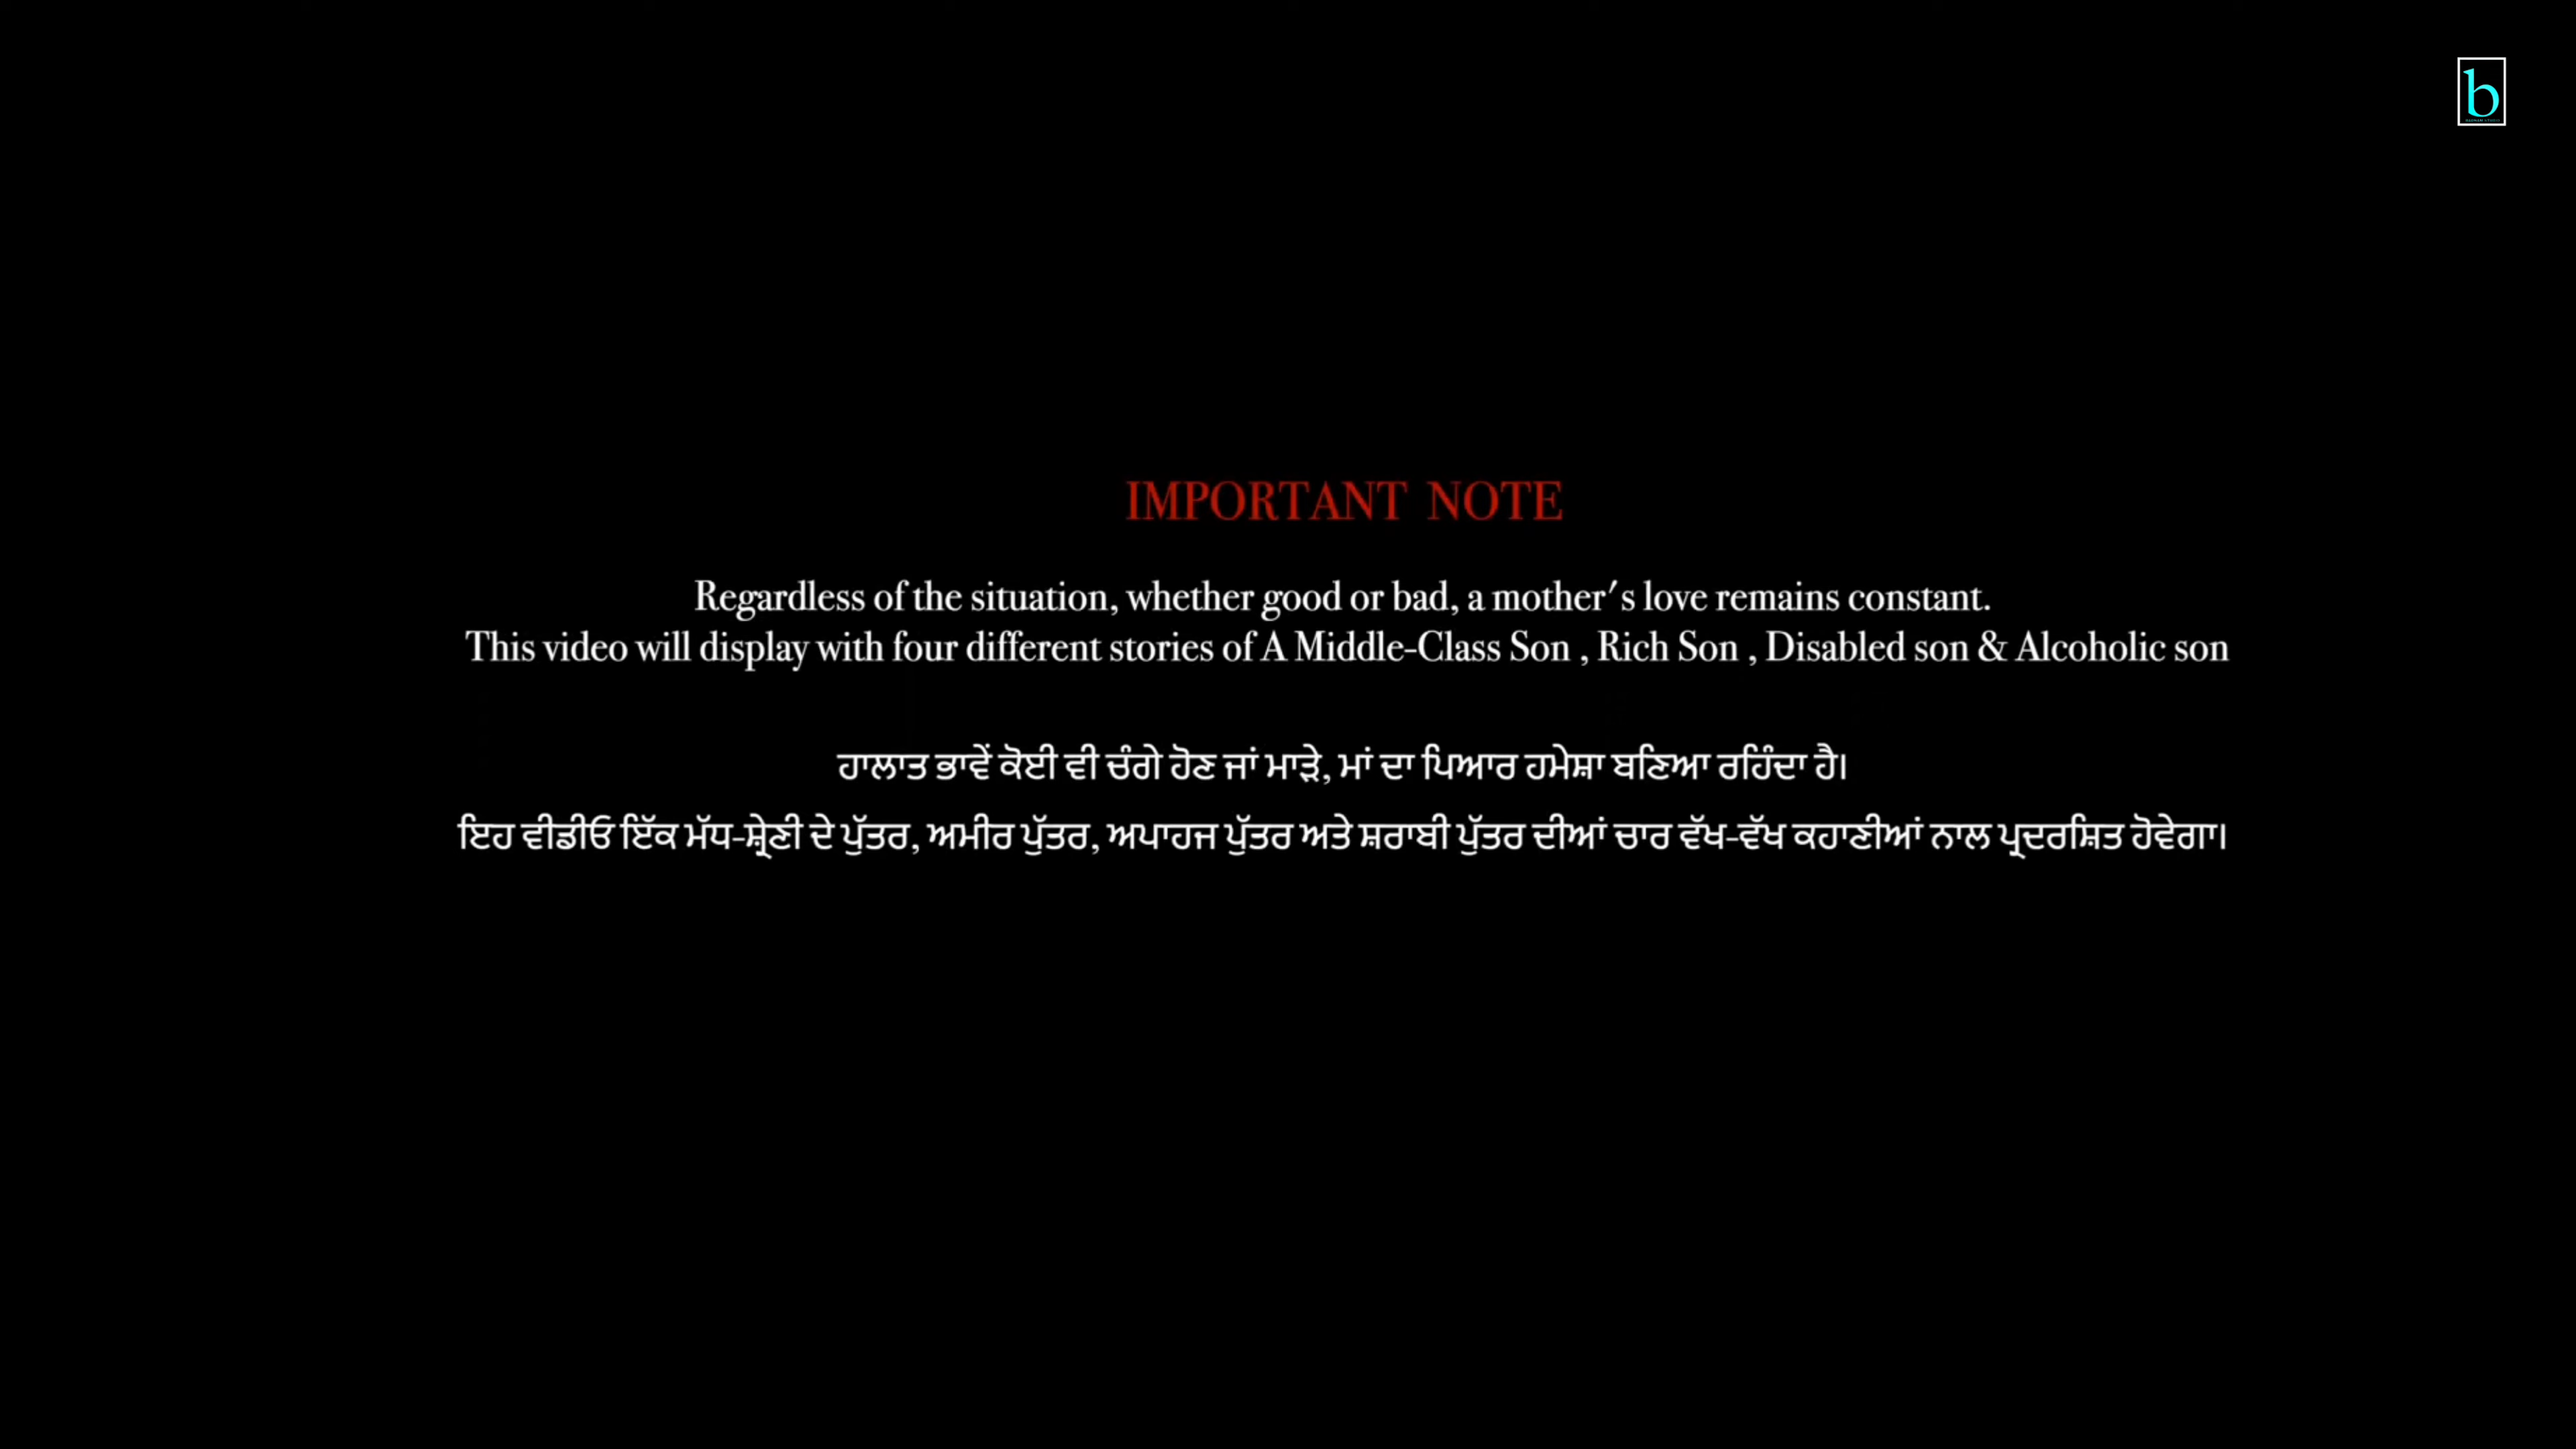 b
IMPORTANT NOTE
Regardless of the situation, whether good or bad, a mother's love remains constant.
This video will display with four different stories of A Middle-Class Son , Rich Son , Disabled son & Alcoholic son
ਹਾਲਾਤ ਭਾਵੇਂ ਕੋਈ ਵੀ ਚੰਗੇ ਹੋਣ ਜਾਂ ਮਾੜੇ, ਮਾਂ ਦਾ ਪਿਆਰ ਹਮੇਸ਼ਾ ਬਣਿਆ ਰਹਿੰਦਾ ਹੈ।
ਇਹ ਵੀਡੀਓ ਇੱਕ ਮੱਧ-ਸ਼੍ਰੇਣੀ ਦੇ ਪੁੱਤਰ, ਅਮੀਰ ਪੁੱਤਰ, ਅਪਾਹਜ ਪੁੱਤਰ ਅਤੇ ਸ਼ਰਾਬੀ ਪੁੱਤਰ ਦੀਆਂ ਚਾਰ ਵੱਖ-ਵੱਖ ਕਹਾਣੀਆਂ ਨਾਲ ਪ੍ਰਦਰਸ਼ਿਤ ਹੋਵੇਗਾ।